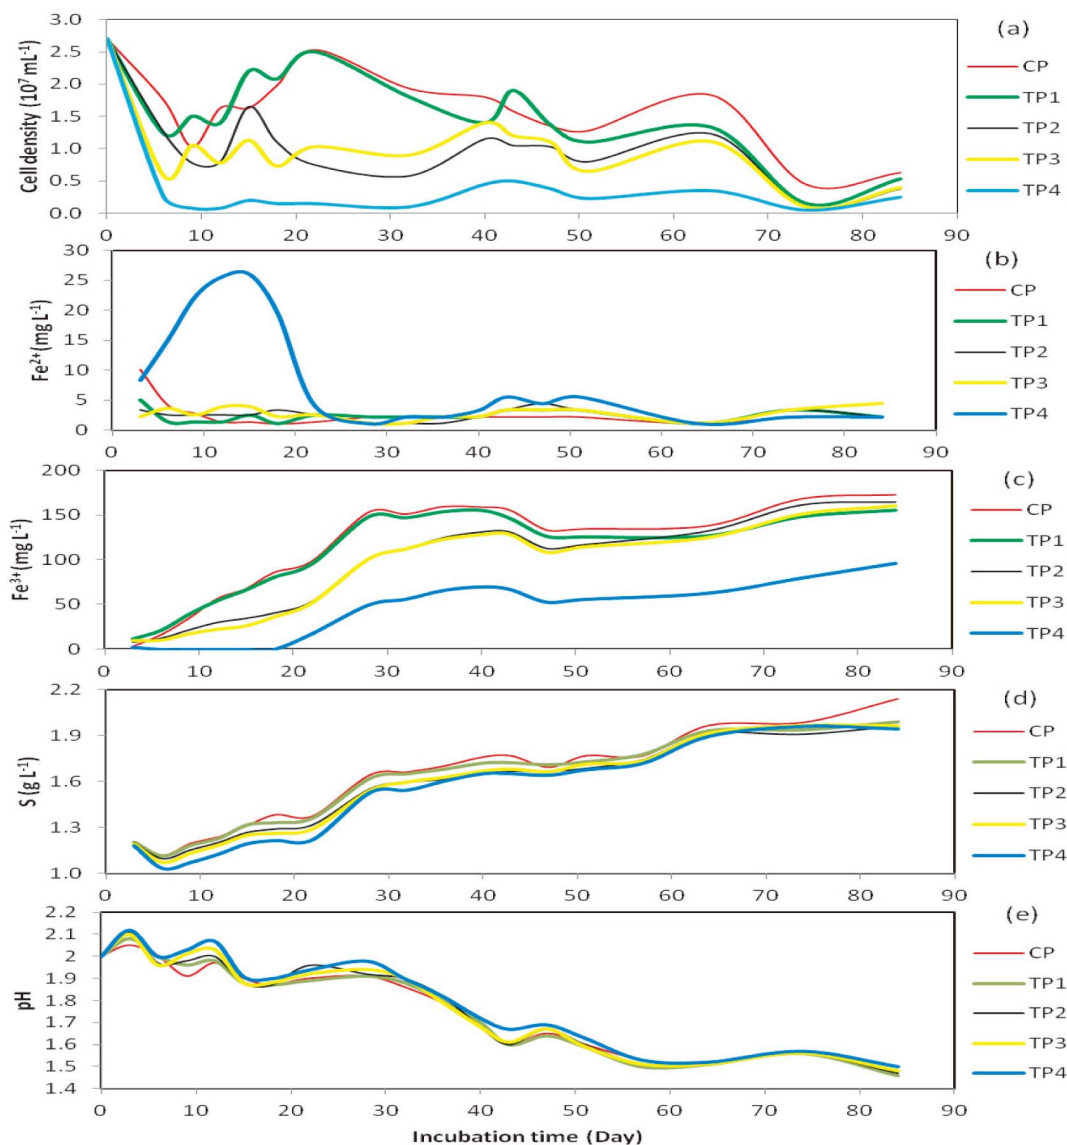 (a)
Cell density (10⁷ mL⁻¹)
3.0
2.5
2.0
1.5
1.0
0.5
0.0
0 10 20 30 40 50 60 70 80 90
CP
TP1
TP2
TP3
TP4
(b)
Fe²⁺(mg L⁻¹)
30
25
20
15
10
5
0
0 10 20 30 40 50 60 70 80 90
CP
TP1
TP2
TP3
TP4
(c)
Fe³⁺(mg L⁻¹)
200
150
100
50
0
0 10 20 30 40 50 60 70 80 90
CP
TP1
TP2
TP3
TP4
(d)
S (g L⁻¹)
2.2
1.9
1.6
1.3
1.0
0 10 20 30 40 50 60 70 80 90
CP
TP1
TP2
TP3
TP4
(e)
pH
2.2
2.1
2
1.9
1.8
1.7
1.6
1.5
1.4
0 10 20 30 40 50 60 70 80 90
CP
TP1
TP2
TP3
TP4
Incubation time (Day)